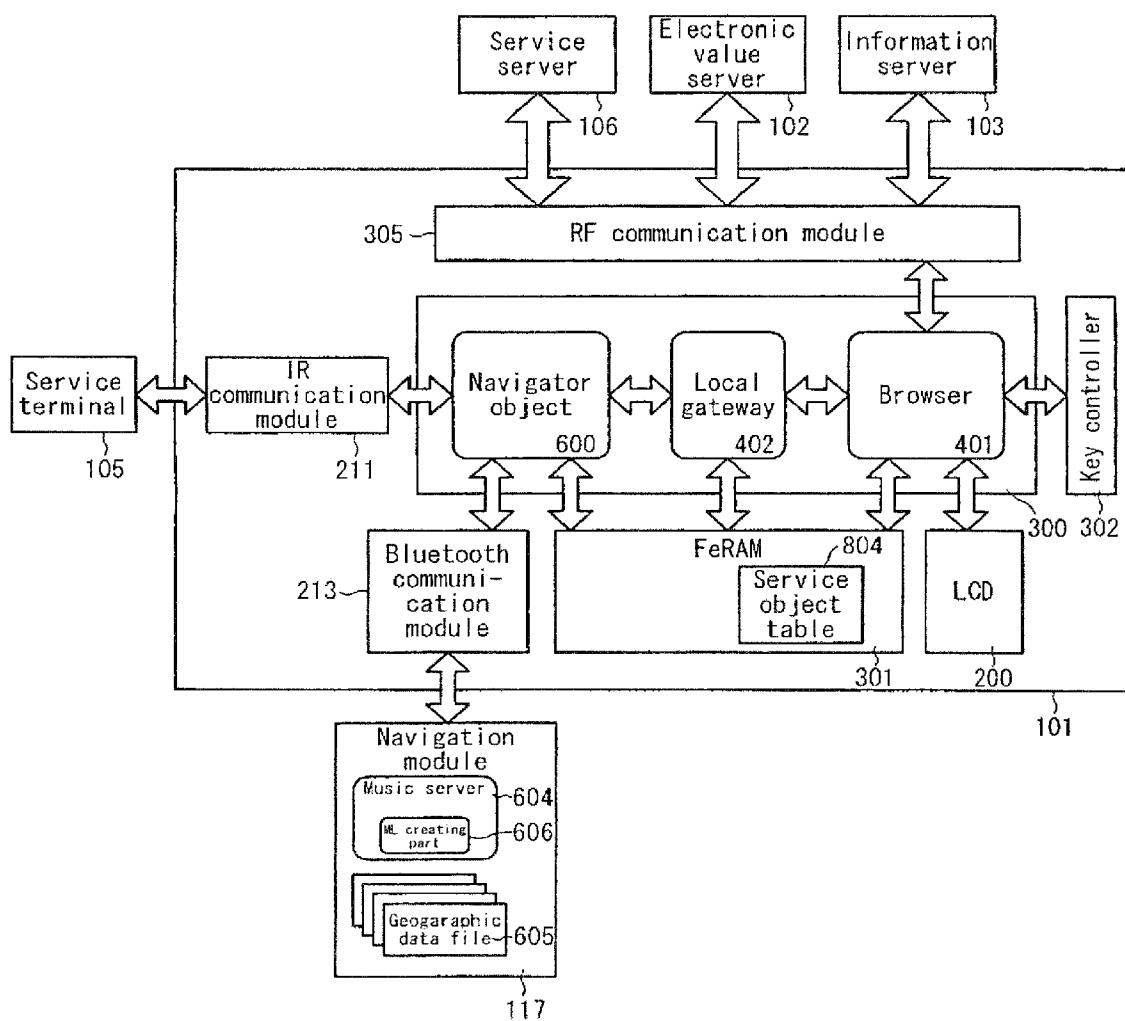 Service
server
106
Electronic
value
server
102
Information
server
103
305
RF communication module
Service
terminal
105
IR
communication
module
211
Navigator
object
600
Local
gateway
402
Browser
401
Key controller
302
300
213
Bluetooth
communi-
cation
module
FeRAM
804
Service
object
table
301
LCD
200
101
Navigation
module
Music server
604
ML creating
part
606
Geogaraphic
data file
605
117